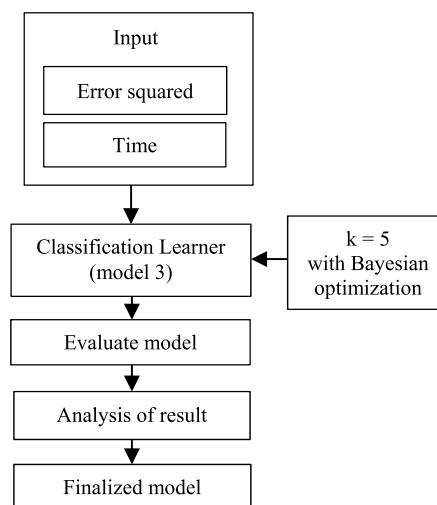 Input
Error squared
Time
Classification Learner
(model 3)
k = 5
with Bayesian
optimization
Evaluate model
Analysis of result
Finalized model